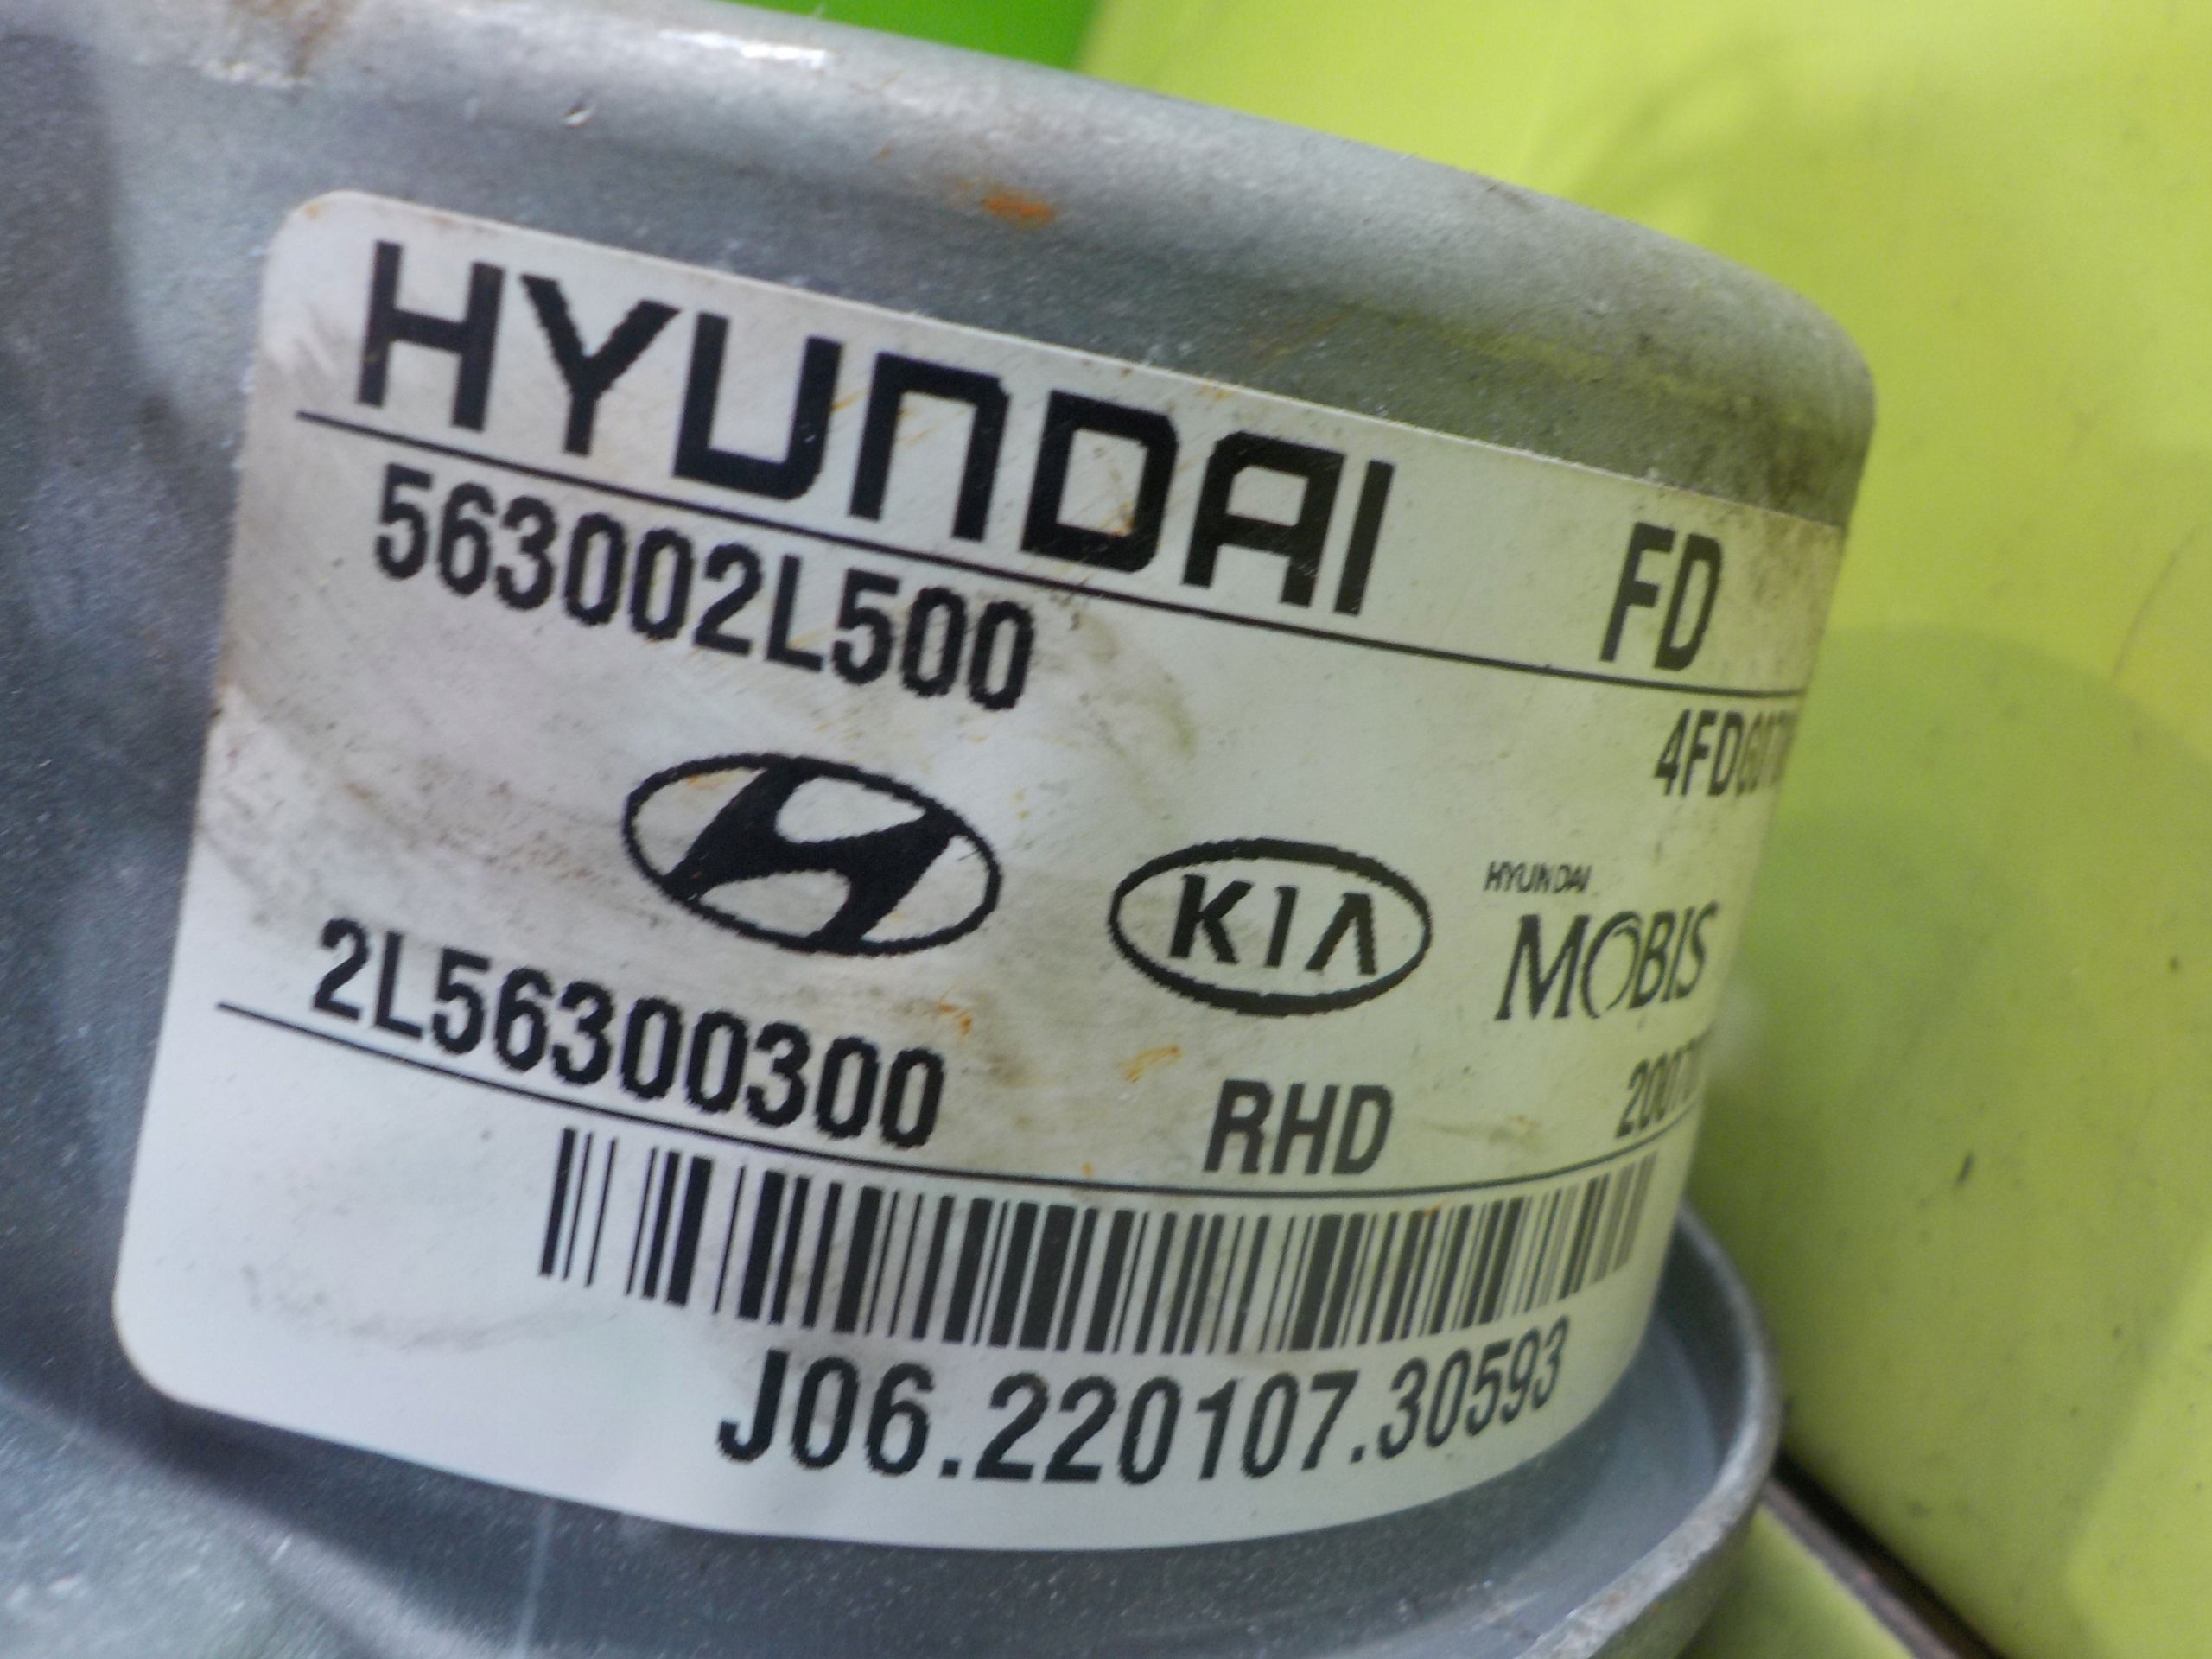 HYUNDAI FD
563002L500
KIA HYUNDAI
MOBIS
2L56300300 RHD
J06.220107.30593